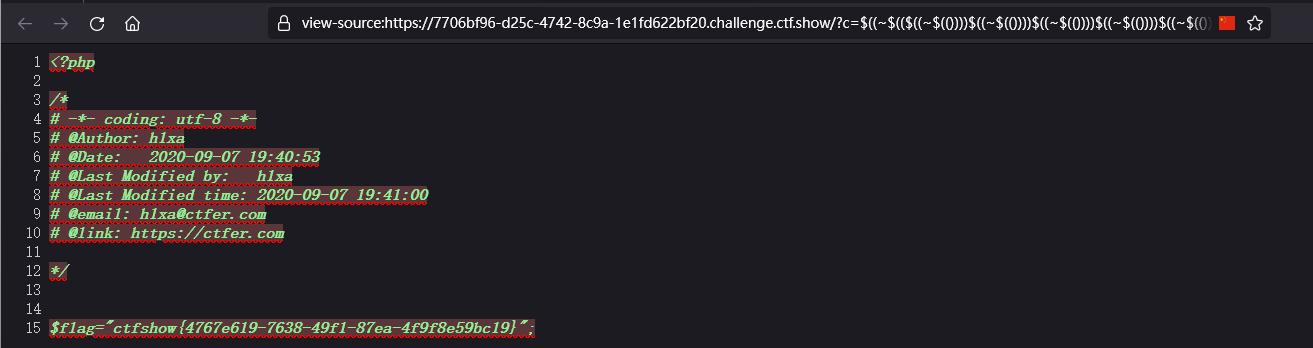 view-source:https://7706bf96-d25c-4742-8c9a-1e1fd622bf20.challenge.ctf.show/?c=$((~$(($((~$(())))$((~$(())))$((~$(())))$((~$(())))$((~$(()
1 <?php
2
3 /*
4 # -*- coding: utf-8 -*-
5 # @Author: h1xa
6 # @Date:   2020-09-07 19:40:53
7 # @Last Modified by:   h1xa
8 # @Last Modified time: 2020-09-07 19:41:00
9 # @email: h1xa@ctfer.com
10 # @link: https://ctfer.com
11
12 */
13
14
15 $flag="ctfshow{4767e619-7638-49f1-87ea-4f9f8e59bc19}";